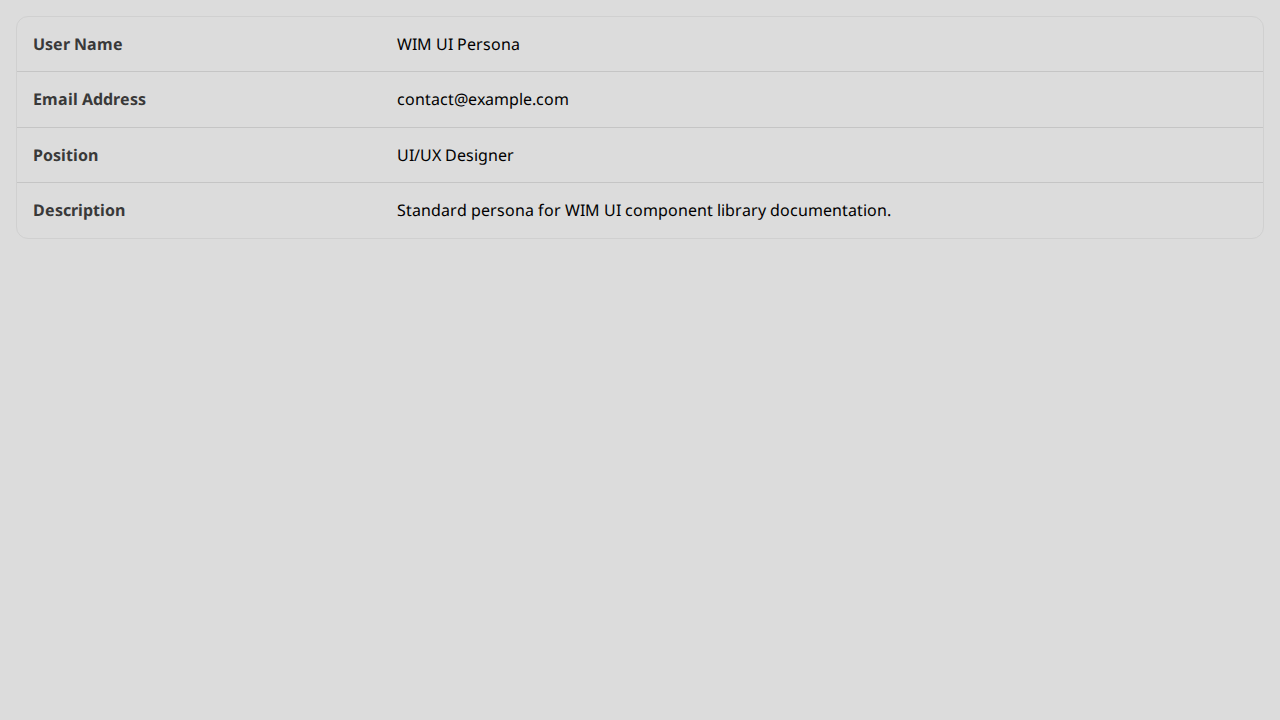 User Name WIM UI Persona
Email Address contact@example.com
Position UI/UX Designer
Description Standard persona for WIM UI component library documentation.